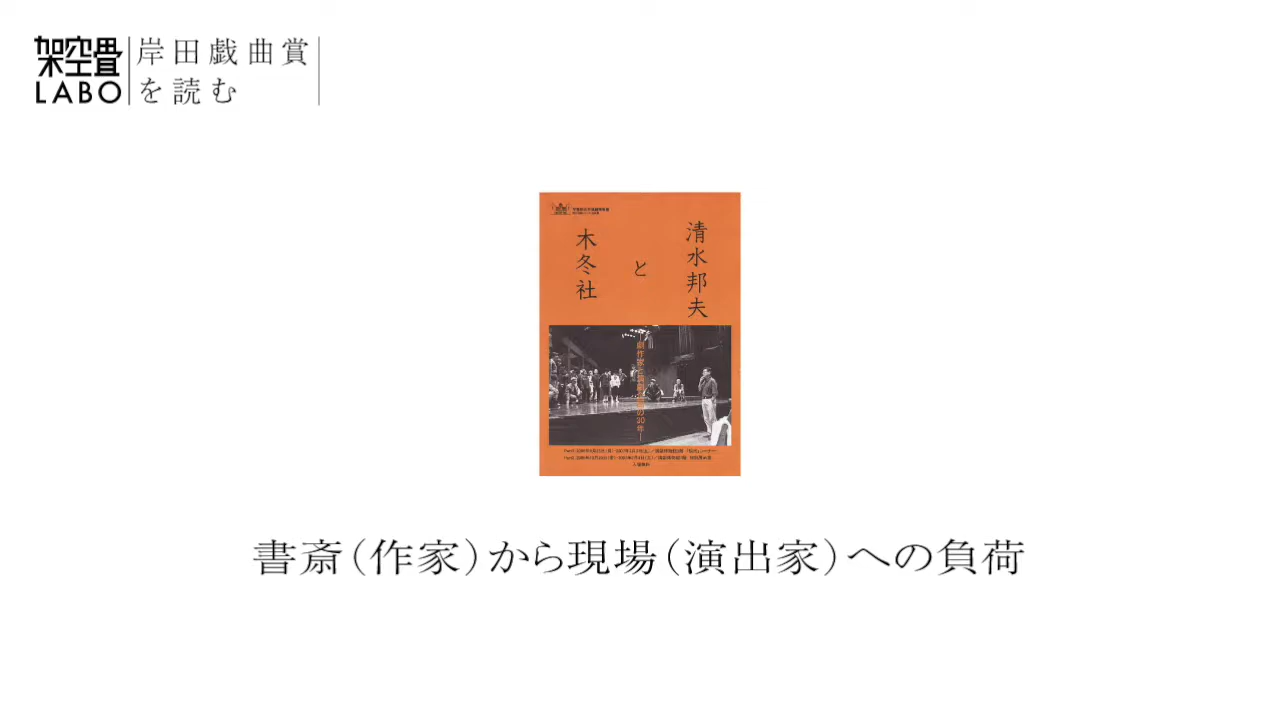 架空畳
LABO
岸田戯曲賞
を読む
清水邦夫
と
木冬社
書斎（作家）から現場（演出家）への負荷